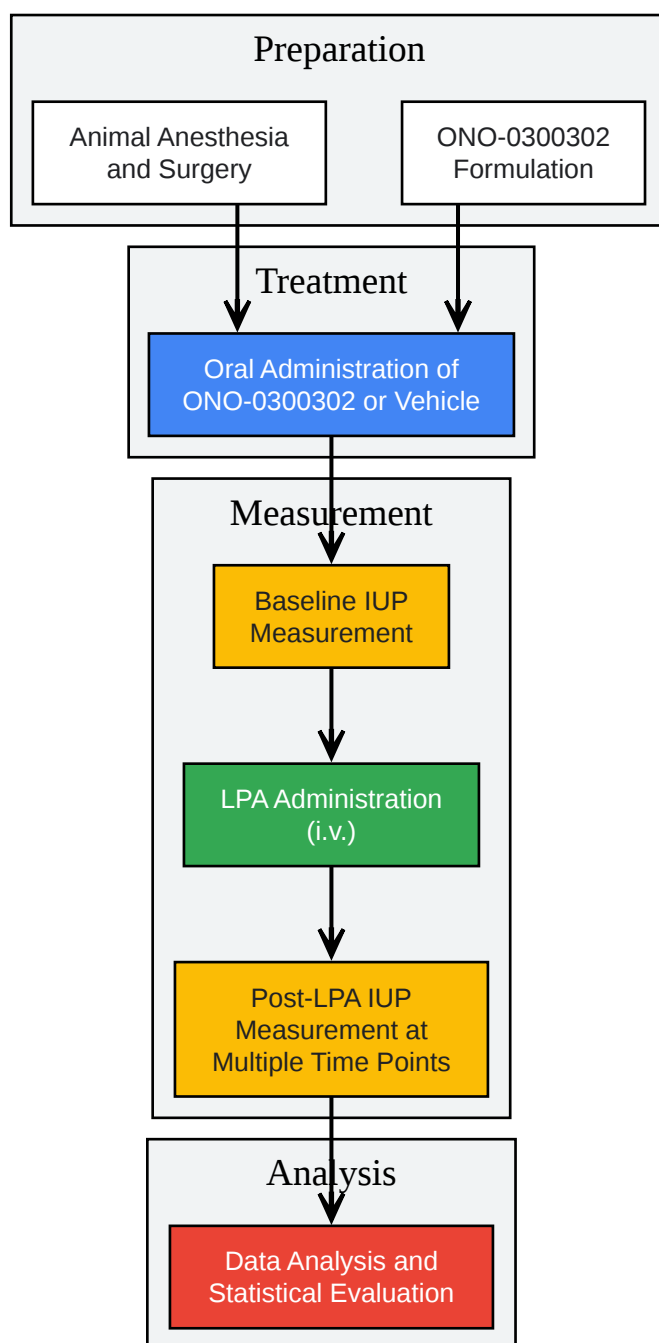 Preparation
Animal Anesthesia
and Surgery
ONO-0300302
Formulation
Treatment
Oral Administration of
ONO-0300302 or Vehicle
Measurement
Baseline IUP
Measurement
LPA Administration
(i.v.)
Post-LPA IUP
Measurement at
Multiple Time Points
Analysis
Data Analysis and
Statistical Evaluation